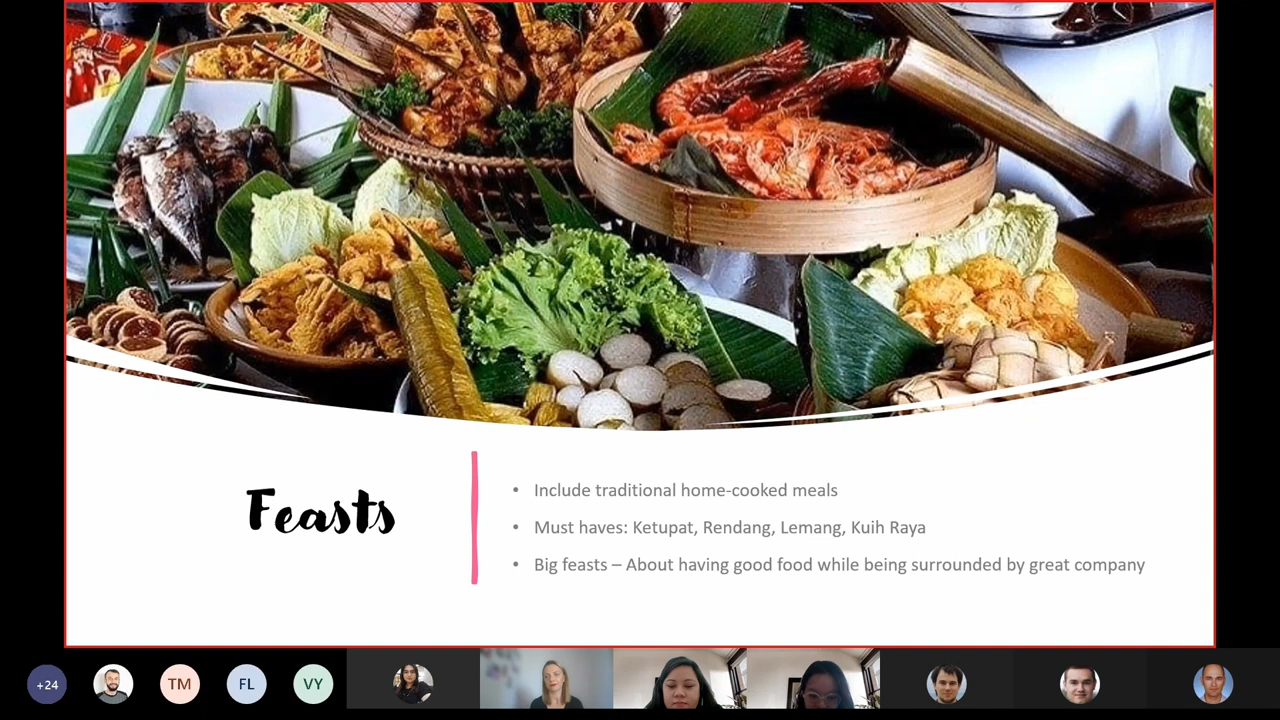 Feasts
• Include traditional home-cooked meals
• Must haves: Ketupat, Rendang, Lemang, Kuih Raya
• Big feasts – About having good food while being surrounded by great company
+24
TM
FL
VY